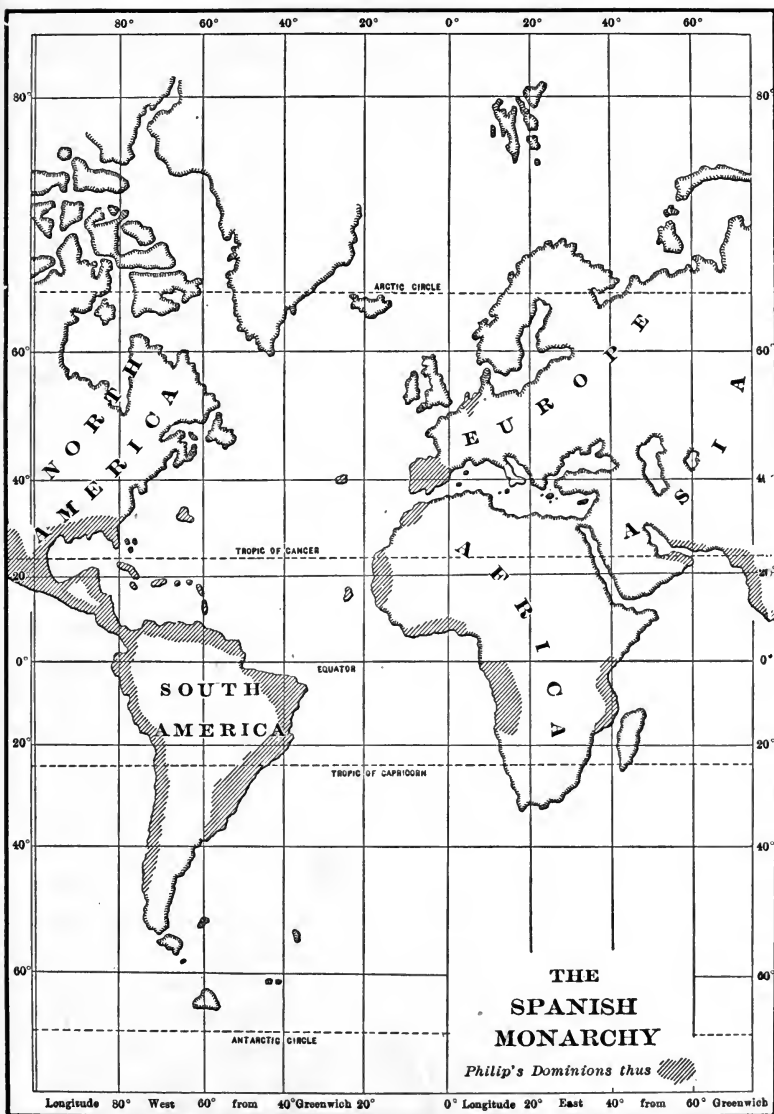 80° 60° 40° 20° 0° 20° 40° 60°
80° 80°
ARCTIC CIRCLE
60° 60°
NORTH
AMERICA
EUROPE
ASIA
40°
TROPIC OF CANCER
20°
AFRICA
0° 0°
EQUATOR
SOUTH
AMERICA
20° 20°
TROPIC OF CAPRICORN
40° 40°
60° 60°
THE
SPANISH
MONARCHY
ANTARCTIC CIRCLE
Philip's Dominions thus
Longitude 80° West 60° from 40° Greenwich 20° 0° Longitude 20° East 40° from 60° Greenwich